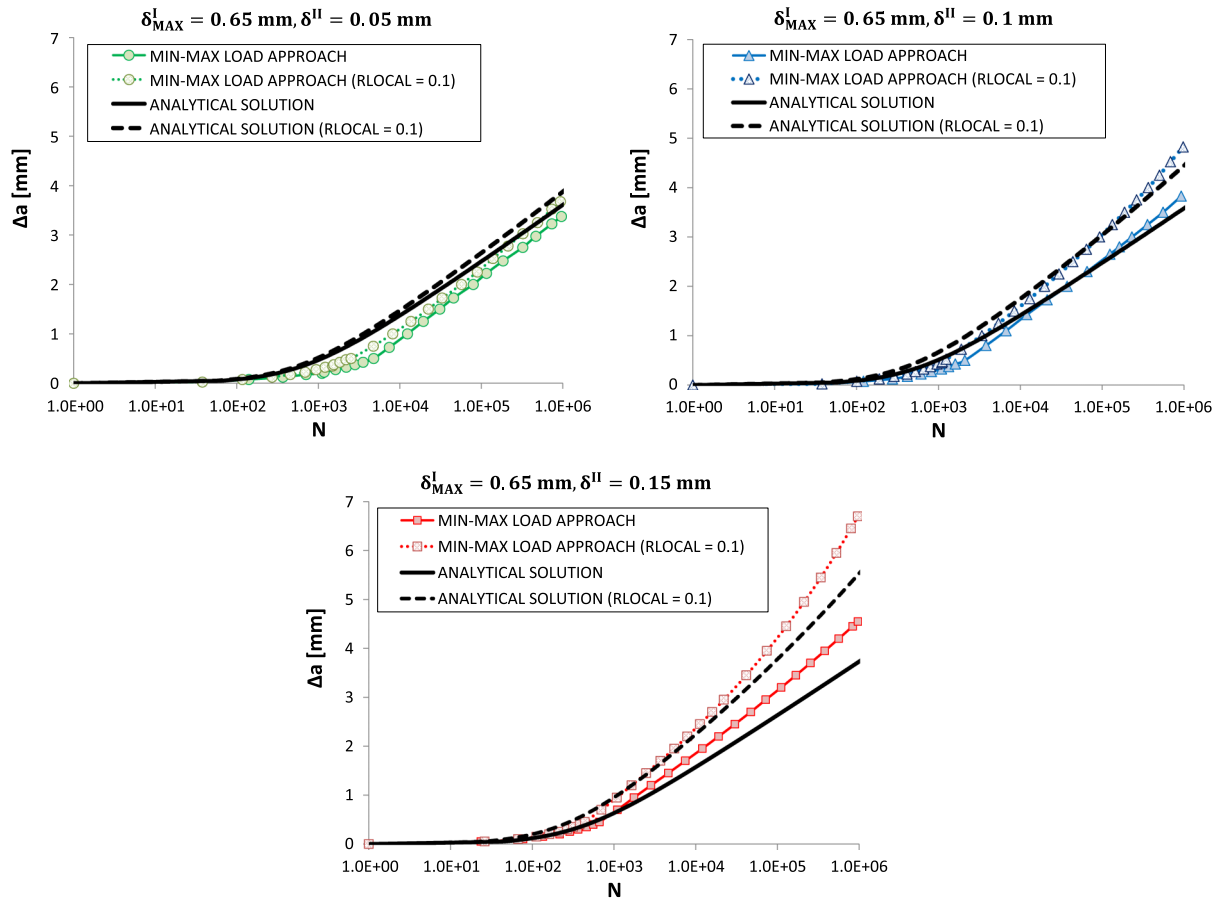 δ^I_MAX = 0.65 mm, δ^II = 0.05 mm
7
6
5
4
3
2
1
0
Δa [mm]
MIN-MAX LOAD APPROACH
MIN-MAX LOAD APPROACH (RLOCAL = 0.1)
ANALYTICAL SOLUTION
ANALYTICAL SOLUTION (RLOCAL = 0.1)
1.0E+00 1.0E+01 1.0E+02 1.0E+03 1.0E+04 1.0E+05 1.0E+06
N
δ^I_MAX = 0.65 mm, δ^II = 0.1 mm
7
6
5
4
3
2
1
0
Δa [mm]
MIN-MAX LOAD APPROACH
MIN-MAX LOAD APPROACH (RLOCAL = 0.1)
ANALYTICAL SOLUTION
ANALYTICAL SOLUTION (RLOCAL = 0.1)
1.0E+00 1.0E+01 1.0E+02 1.0E+03 1.0E+04 1.0E+05 1.0E+06
N
δ^I_MAX = 0.65 mm, δ^II = 0.15 mm
7
6
5
4
3
2
1
0
Δa [mm]
MIN-MAX LOAD APPROACH
MIN-MAX LOAD APPROACH (RLOCAL = 0.1)
ANALYTICAL SOLUTION
ANALYTICAL SOLUTION (RLOCAL = 0.1)
1.0E+00 1.0E+01 1.0E+02 1.0E+03 1.0E+04 1.0E+05 1.0E+06
N